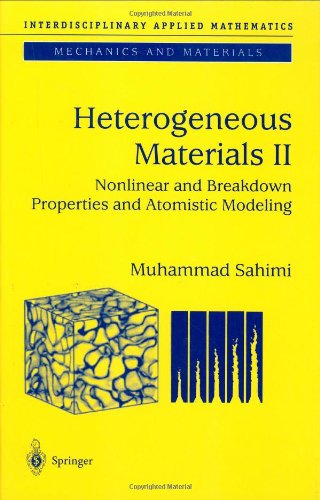 INTERDISCIPLINARY APPLIED MATHEMATICS
MECHANICS AND MATERIALS
Heterogeneous
Materials II
Nonlinear and Breakdown
Properties and Atomistic Modeling
Muhammad Sahimi
Springer